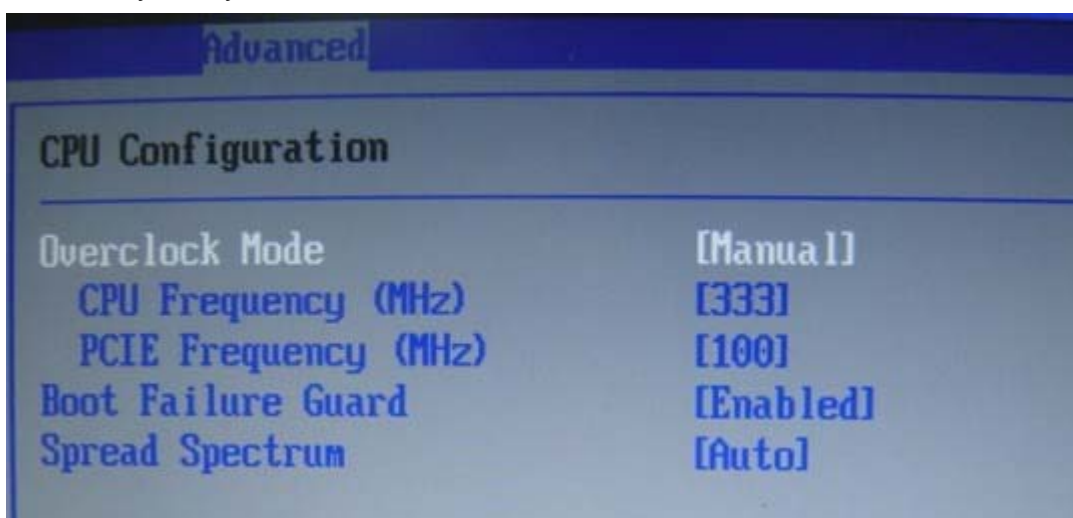 Advanced
CPU Configuration
Overclock Mode [Manual]
CPU Frequency (MHz) [333]
PCIE Frequency (MHz) [100]
Boot Failure Guard [Enabled]
Spread Spectrum [Auto]